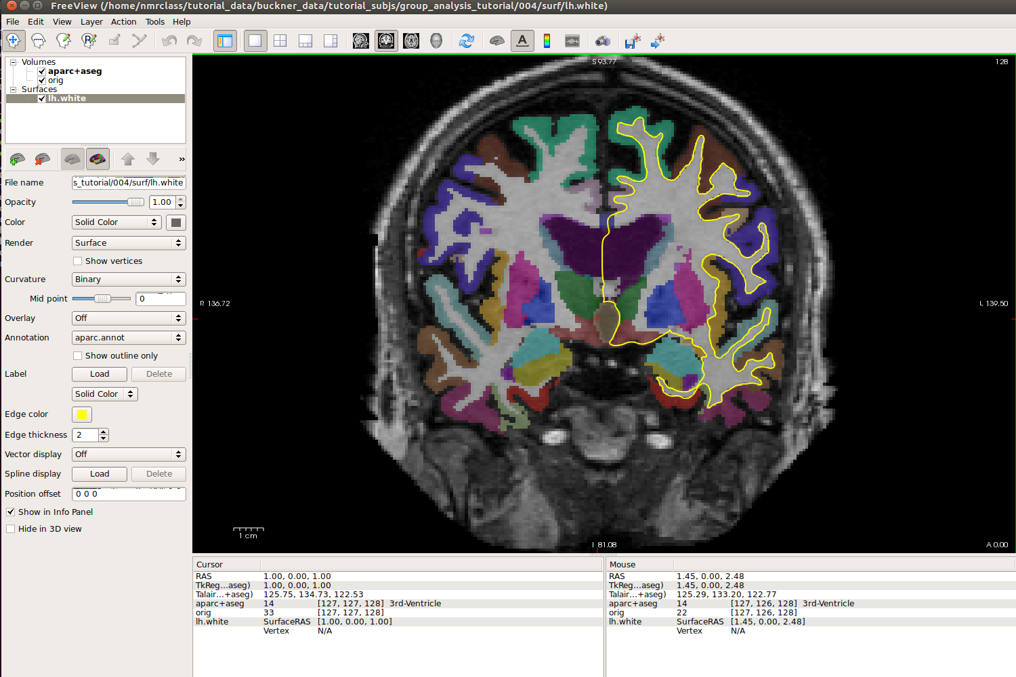 FreeView (/home/nmrclass/tutorial_data/buckner_data/tutorial_subjs/group_analysis_tutorial/004/surf/lh.white)
File Edit View Layer Action Tools Help
Volumes
aparc+aseg
orig
Surfaces
lh.white
File name s_tutorial/004/surf/lh.white
Opacity 1.00
Color Solid Color
Render Surface
Show vertices
Curvature Binary
Mid point 0
Overlay Off
Annotation aparc.annot
Show outline only
Label Load Delete
Solid Color
Edge color
Edge thickness 2
Vector display Off
Spline display Load Delete
Position offset 0 0 0
Show in Info Panel
Hide in 3D view
S 93.77
128
R 136.72
L 139.50
1 cm
I 81.08
A 0.00
Cursor
RAS 1.00, 0.00, 1.00
TkReg...aseg) 1.00, 0.00, 1.00
Talair...+aseg) 125.75, 134.73, 122.53
aparc+aseg 14 [127, 127, 128] 3rd-Ventricle
orig 33 [127, 127, 128]
lh.white SurfaceRAS [1.00, 0.00, 1.00]
Vertex N/A
Mouse
RAS 1.45, 0.00, 2.48
TkReg...aseg) 1.45, 0.00, 2.48
Talair...+aseg) 125.29, 133.20, 122.77
aparc+aseg 14 [127, 126, 128] 3rd-Ventricle
orig 22 [127, 126, 128]
lh.white SurfaceRAS [1.45, 0.00, 2.48]
Vertex N/A